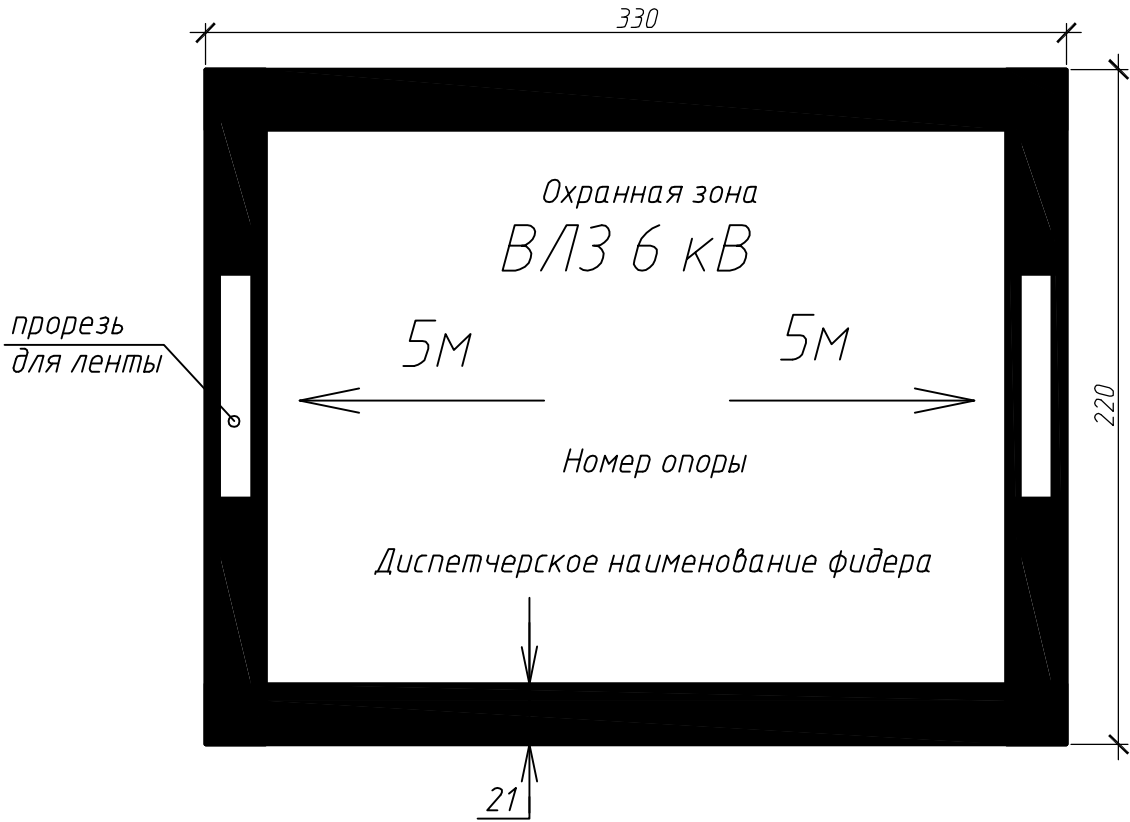 330
Охранная зона
ВЛЗ 6 кВ
прорезь
для ленты
5м
5м
220
Номер опоры
Диспетчерское наименование фидера
21